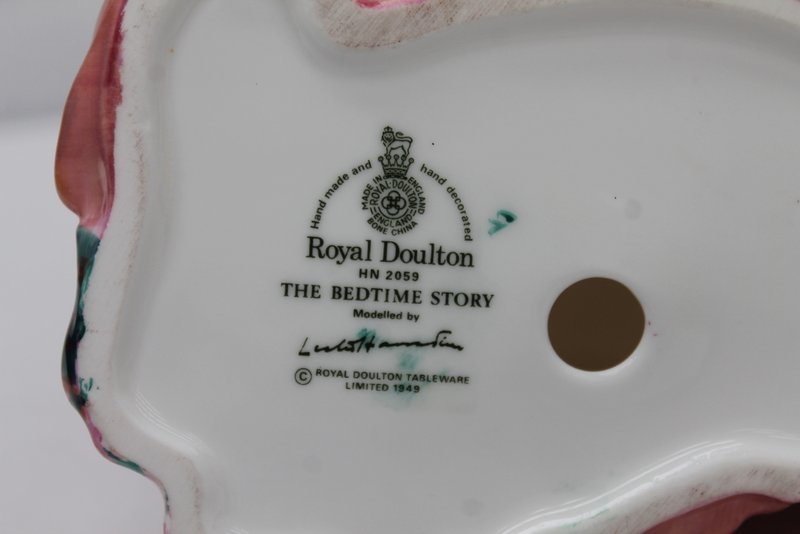 Hand made and hand decorated
MADE IN ENGLAND
ROYAL DOULTON
ENGLAND
BONE CHINA
Royal Doulton
HN 2059
THE BEDTIME STORY
Modelled by
© ROYAL DOULTON TABLEWARE
LIMITED 1949